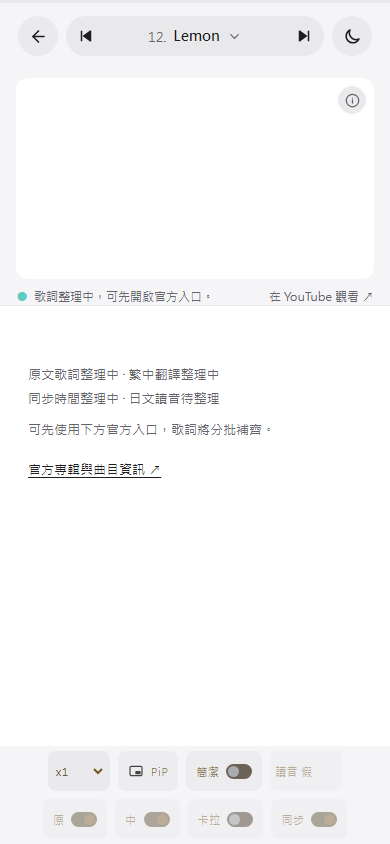 12. Lemon
歌詞整理中，可先開啟官方入口。
在 YouTube 觀看 ↗
原文歌詞整理中 · 繁中翻譯整理中
同步時間整理中 · 日文讀音待整理
可先使用下方官方入口，歌詞將分批補齊。
官方專輯與曲目資訊 ↗
x1
PiP
簡潔
讀音 假
原
中
卡拉
同步